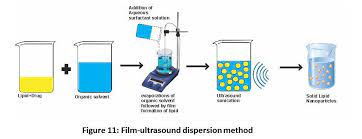 Addition of
Aqueous
surfactant solution
Lipid+Drug
Organic solvent
evaporations of
organic solvent
followed by film
formation of lipid
Ultrasound
sonication
Solid Lipid
Nanoparticles
Figure 11: Film-ultrasound dispersion method